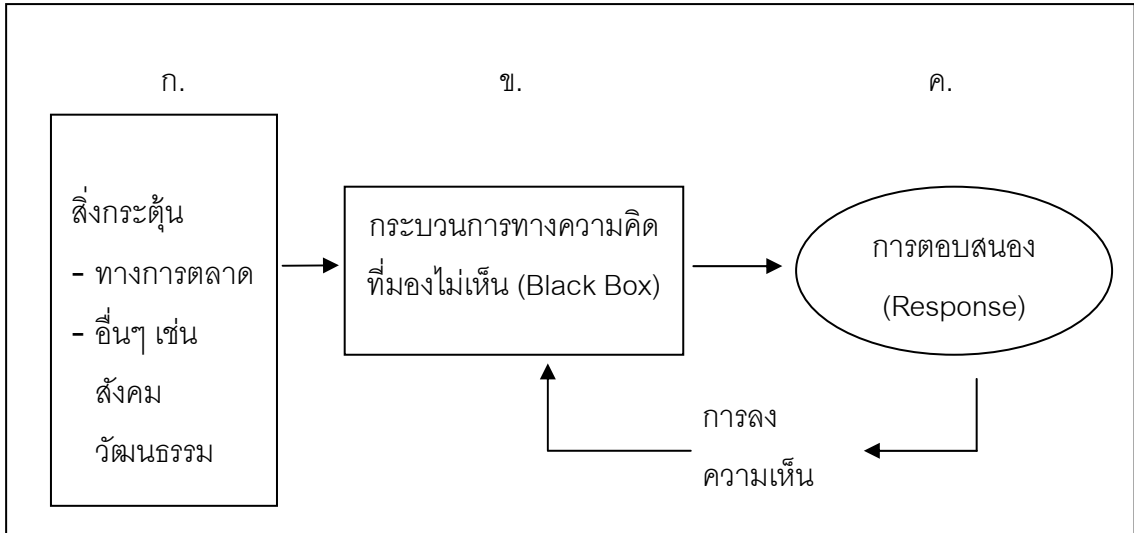 ก. ข. ค.
สิ่งกระตุ้น
- ทางการตลาด
- อื่นๆ เช่น
สังคม
วัฒนธรรม
กระบวนการทางความคิด
ที่มองไม่เห็น (Black Box)
การตอบสนอง
(Response)
การลง
ความเห็น